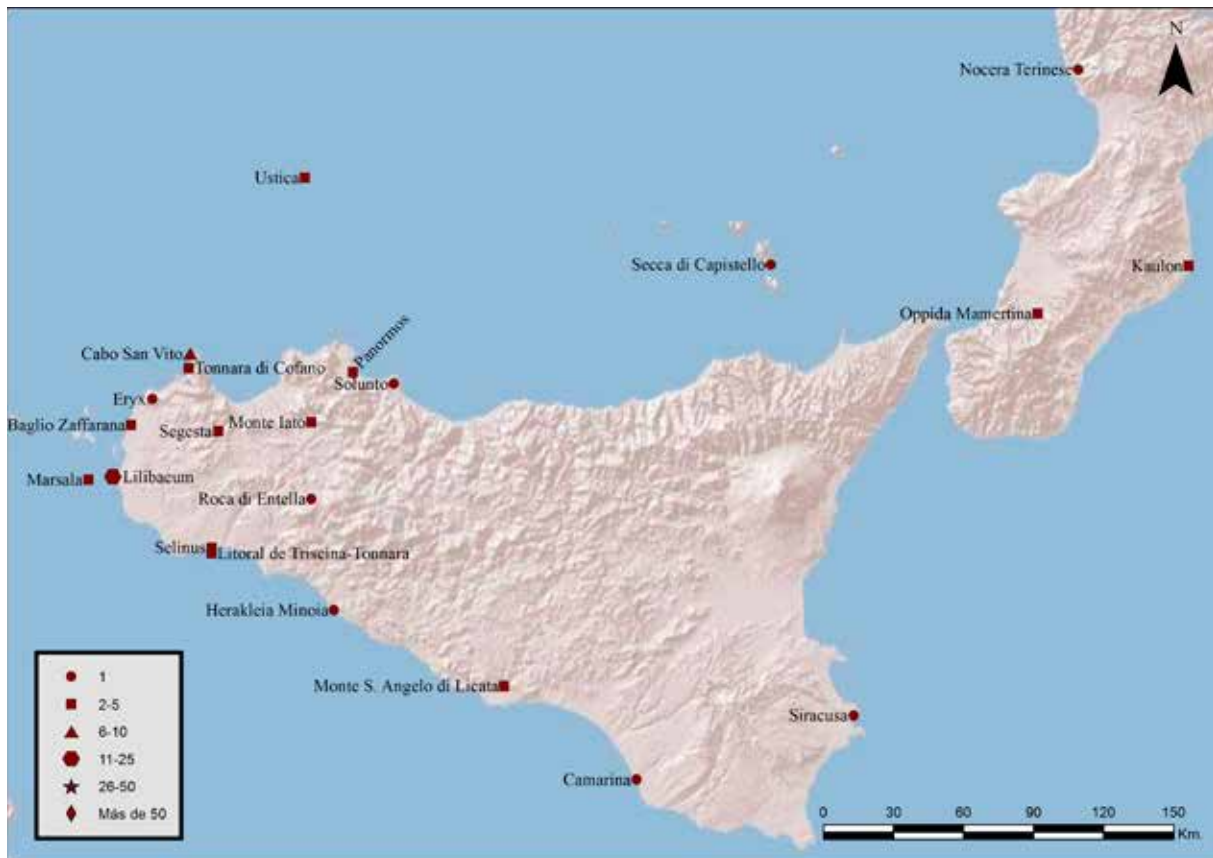 N
Nocera Terinese
Ustica
Secca di Capistello
Kaulon
Oppida Mamertina
Panormos
Cabo San Vito
Tonnara di Cofano
Solunto
Eryx
Baglio Zaffarana
Segesta
Monte Iato
Marsala
Lilibaeum
Roca di Entella
Selinus
Litoral de Triscina-Tonnara
Herakleia Minoia
Monte S. Angelo di Licata
Siracusa
Camarina
1
2-5
6-10
11-25
26-50
Más de 50
0 30 60 90 120 150
Km.